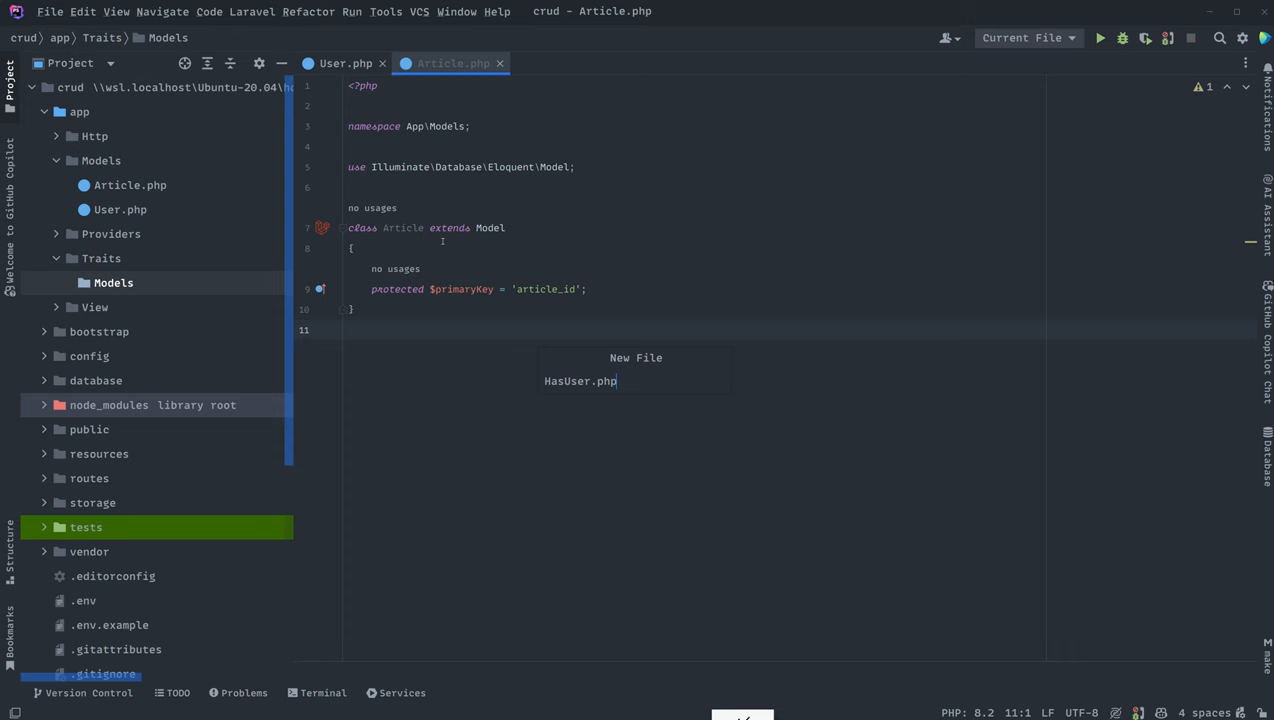 File Edit View Navigate Code Laravel Refactor Run Tools VCS Window Help crud - Article.php
crud app Traits Models
Current File
Project
User.php
Article.php
1
crud \\wsl.localhost\Ubuntu-20.04\ho
app
Http
Models
Article.php
User.php
Providers
Traits
Models
View
bootstrap
config
database
node_modules library root
public
resources
routes
storage
tests
vendor
.editorconfig
.env
.env.example
.gitattributes
.gitignore
1 <?php
2
3 namespace App\Models;
4
5 use Illuminate\Database\Eloquent\Model;
6
no usages
7 class Article extends Model
8 {
no usages
9 protected $primaryKey = 'article_id';
10 }
11
New File
HasUser.php
Project
Welcome to GitHub Copilot
Structure
Bookmarks
Notifications
AI Assistant
GitHub Copilot Chat
Database
M make
Version Control TODO Problems Terminal Services
PHP: 8.2 11:1 LF UTF-8 4 spaces